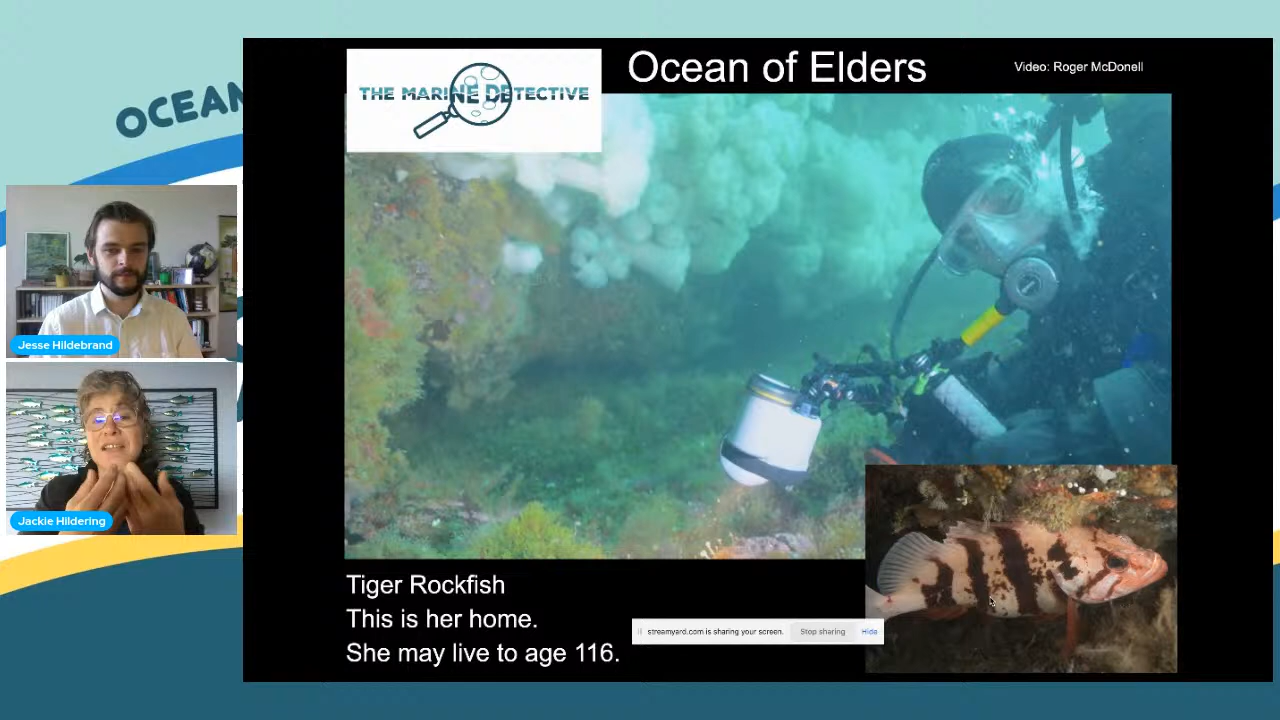 OCEAN
THE MARINE DETECTIVE
Ocean of Elders
Video: Roger McDonell
Jesse Hildebrand
Jackie Hildering
Tiger Rockfish
This is her home.
She may live to age 116.
streamyard.com is sharing your screen.
Stop sharing
Hide